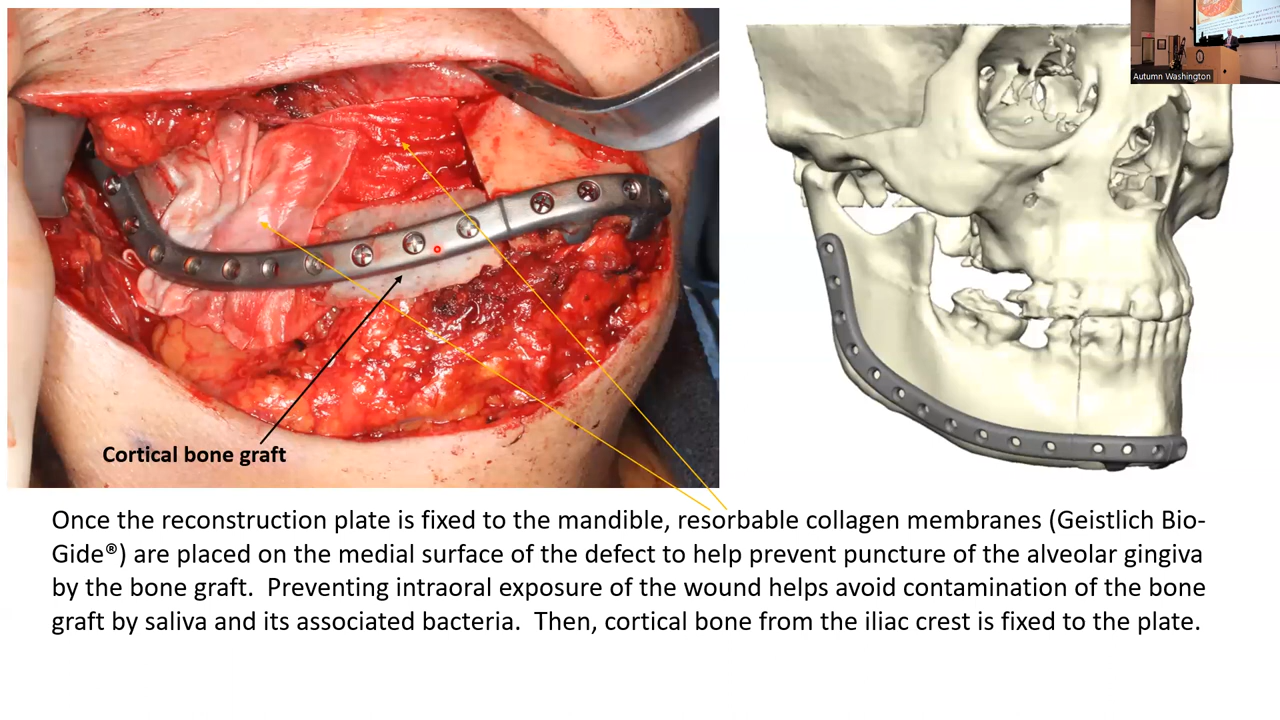 Autumn Washington
Cortical bone graft
Once the reconstruction plate is fixed to the mandible, resorbable collagen membranes (Geistlich Bio-
Gide®) are placed on the medial surface of the defect to help prevent puncture of the alveolar gingiva
by the bone graft.  Preventing intraoral exposure of the wound helps avoid contamination of the bone
graft by saliva and its associated bacteria.  Then, cortical bone from the iliac crest is fixed to the plate.